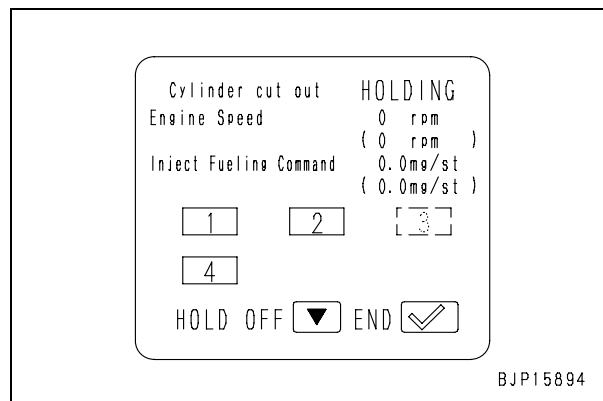 Cylinder cut out HOLDING
Engine Speed 0 rpm
( 0 rpm )
Inject Fueling Command 0.0mg/st
( 0.0mg/st )
1 2 3
4
HOLD OFF ▼ END ✓
BJP15894